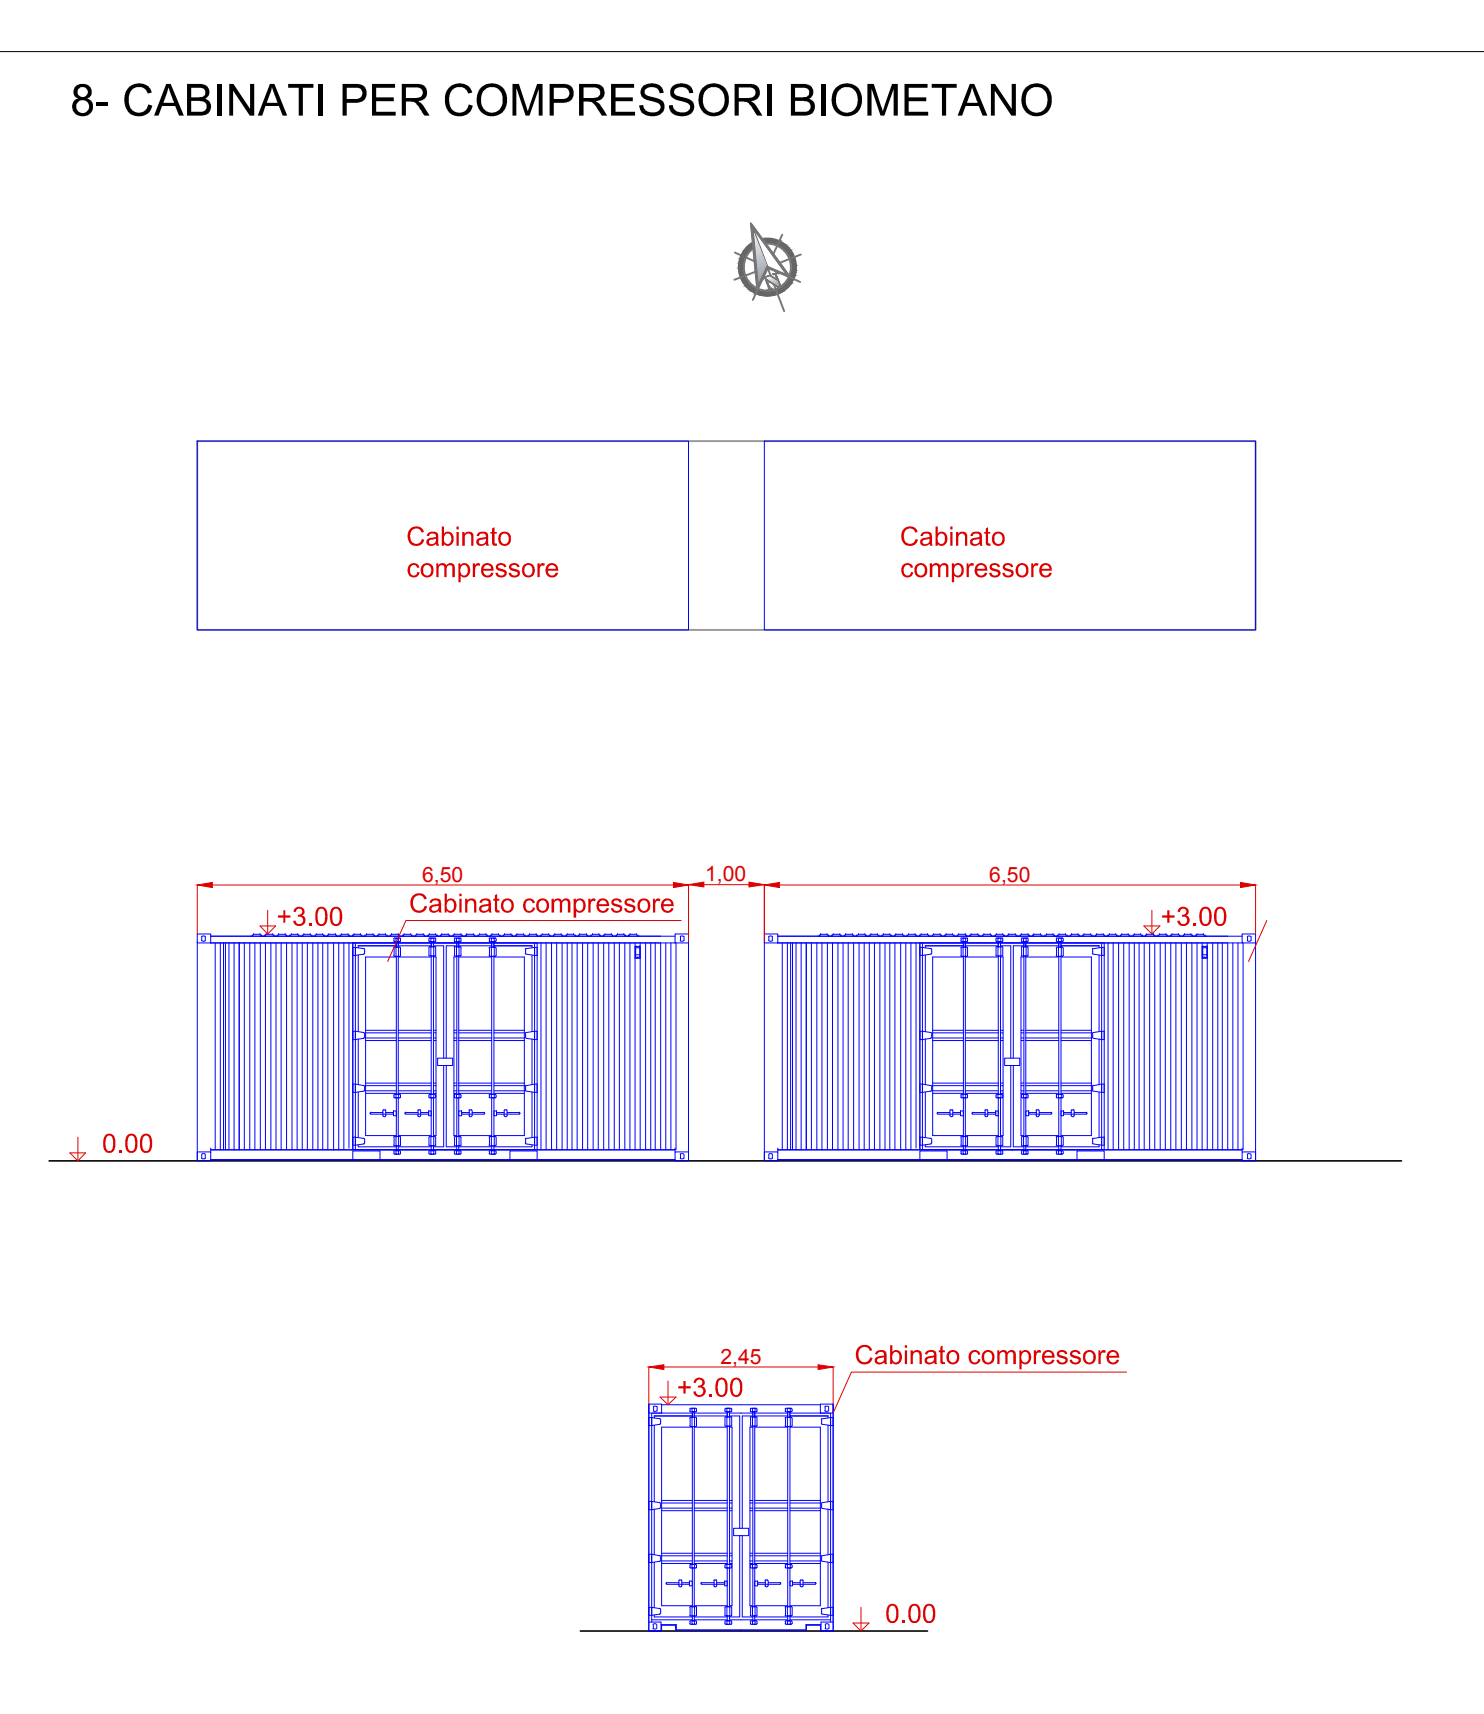 8- CABINATI PER COMPRESSORI BIOMETANO
N
Cabinato
compressore
Cabinato
compressore
6,50
1,00
6,50
Cabinato compressore
+3.00
+3.00
0.00
2,45
Cabinato compressore
+3.00
0.00